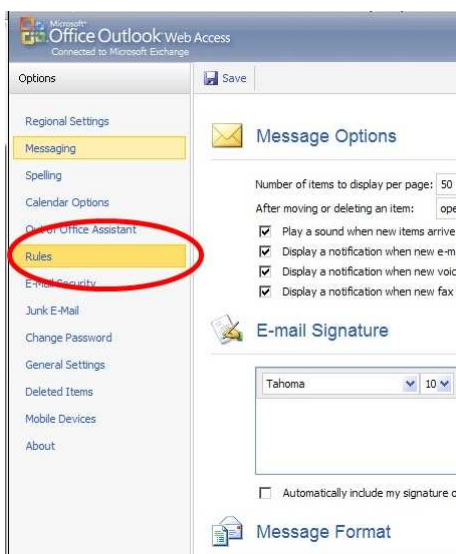 Microsoft
Office Outlook Web Access
Connected to Microsoft Exchange
Options
Save
Regional Settings
Messaging
Spelling
Calendar Options
Out of Office Assistant
Rules
E-Mail Security
Junk E-Mail
Change Password
General Settings
Deleted Items
Mobile Devices
About
Message Options
Number of items to display per page: 50
After moving or deleting an item: ope
Play a sound when new items arrive
Display a notification when new e-m
Display a notification when new voic
Display a notification when new fax
E-mail Signature
Tahoma 10
Automatically include my signature o
Message Format